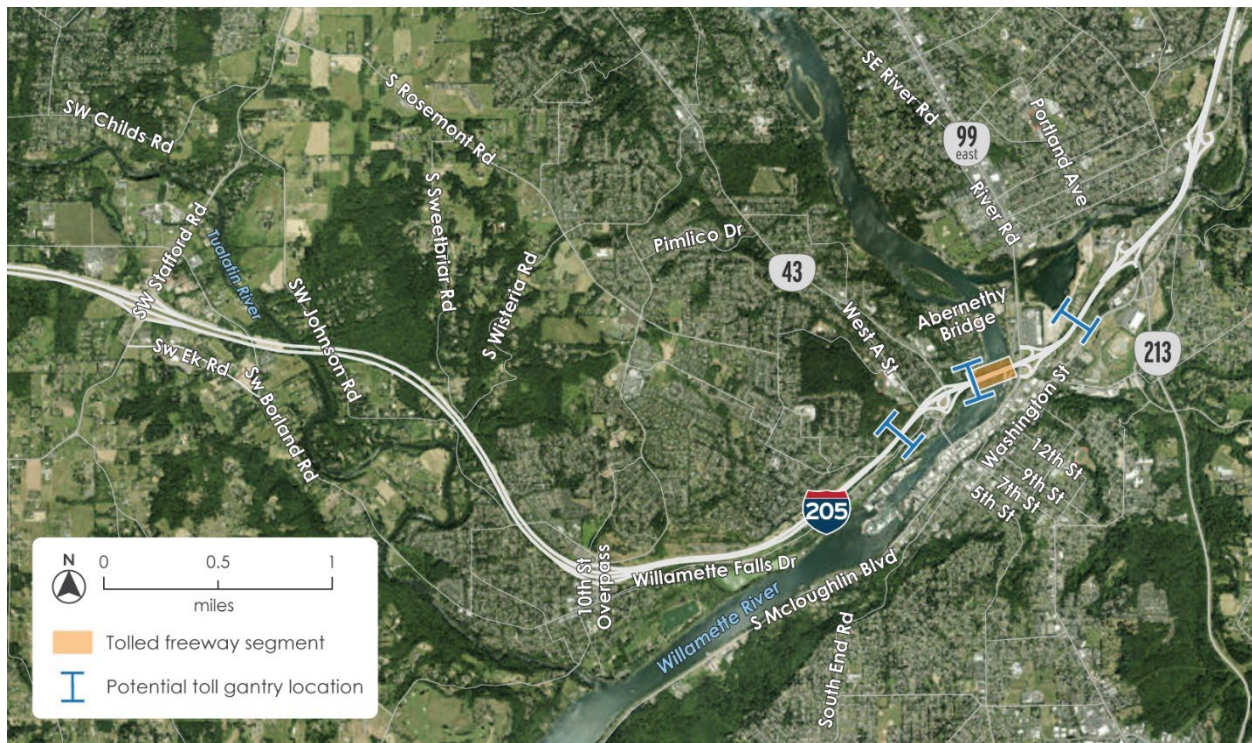 SW Childs Rd
S Rosemont Rd
SE River Rd
Portland Ave
99
east
River Rd
SW Stafford Rd
Tualatin River
S Sweetbriar Rd
S Wisteria Rd
Pimlico Dr
43
SW Johnson Rd
West A St
Abernethy
Bridge
213
Sw Ek Rd
SW Borland Rd
Washington St
12th St
9th St
7th St
5th St
205
10th St
Overpass
Willamette Falls Dr
Willamette River
S Mcloughlin Blvd
South End Rd
N
0 0.5 1
miles
Tolled freeway segment
Potential toll gantry location